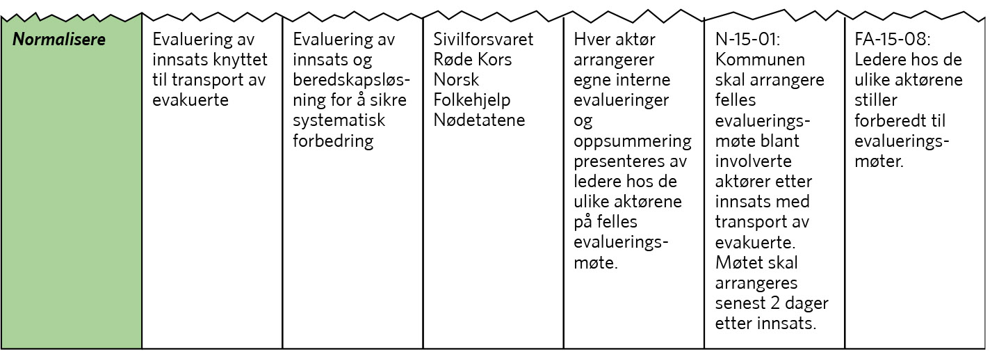 Normalisere
Evaluering av
innsats knyttet
til transport av
evakuerte
Evaluering av
innsats og
beredskapsløs-
ning for å sikre
systematisk
forbedring
Sivilforsvaret
Røde Kors
Norsk
Folkehjelp
Nødetatene
Hver aktør
arrangerer
egne interne
evalueringer
og
oppsummering
presenteres av
ledere hos de
ulike aktørene
på felles
evaluerings-
møte.
N-15-01:
Kommunen
skal arrangere
felles
evaluerings-
møte blant
involverte
aktører etter
innsats med
transport av
evakuerte.
Møtet skal
arrangeres
senest 2 dager
etter innsats.
FA-15-08:
Ledere hos de
ulike aktørene
stiller
forberedt til
evaluerings-
møter.